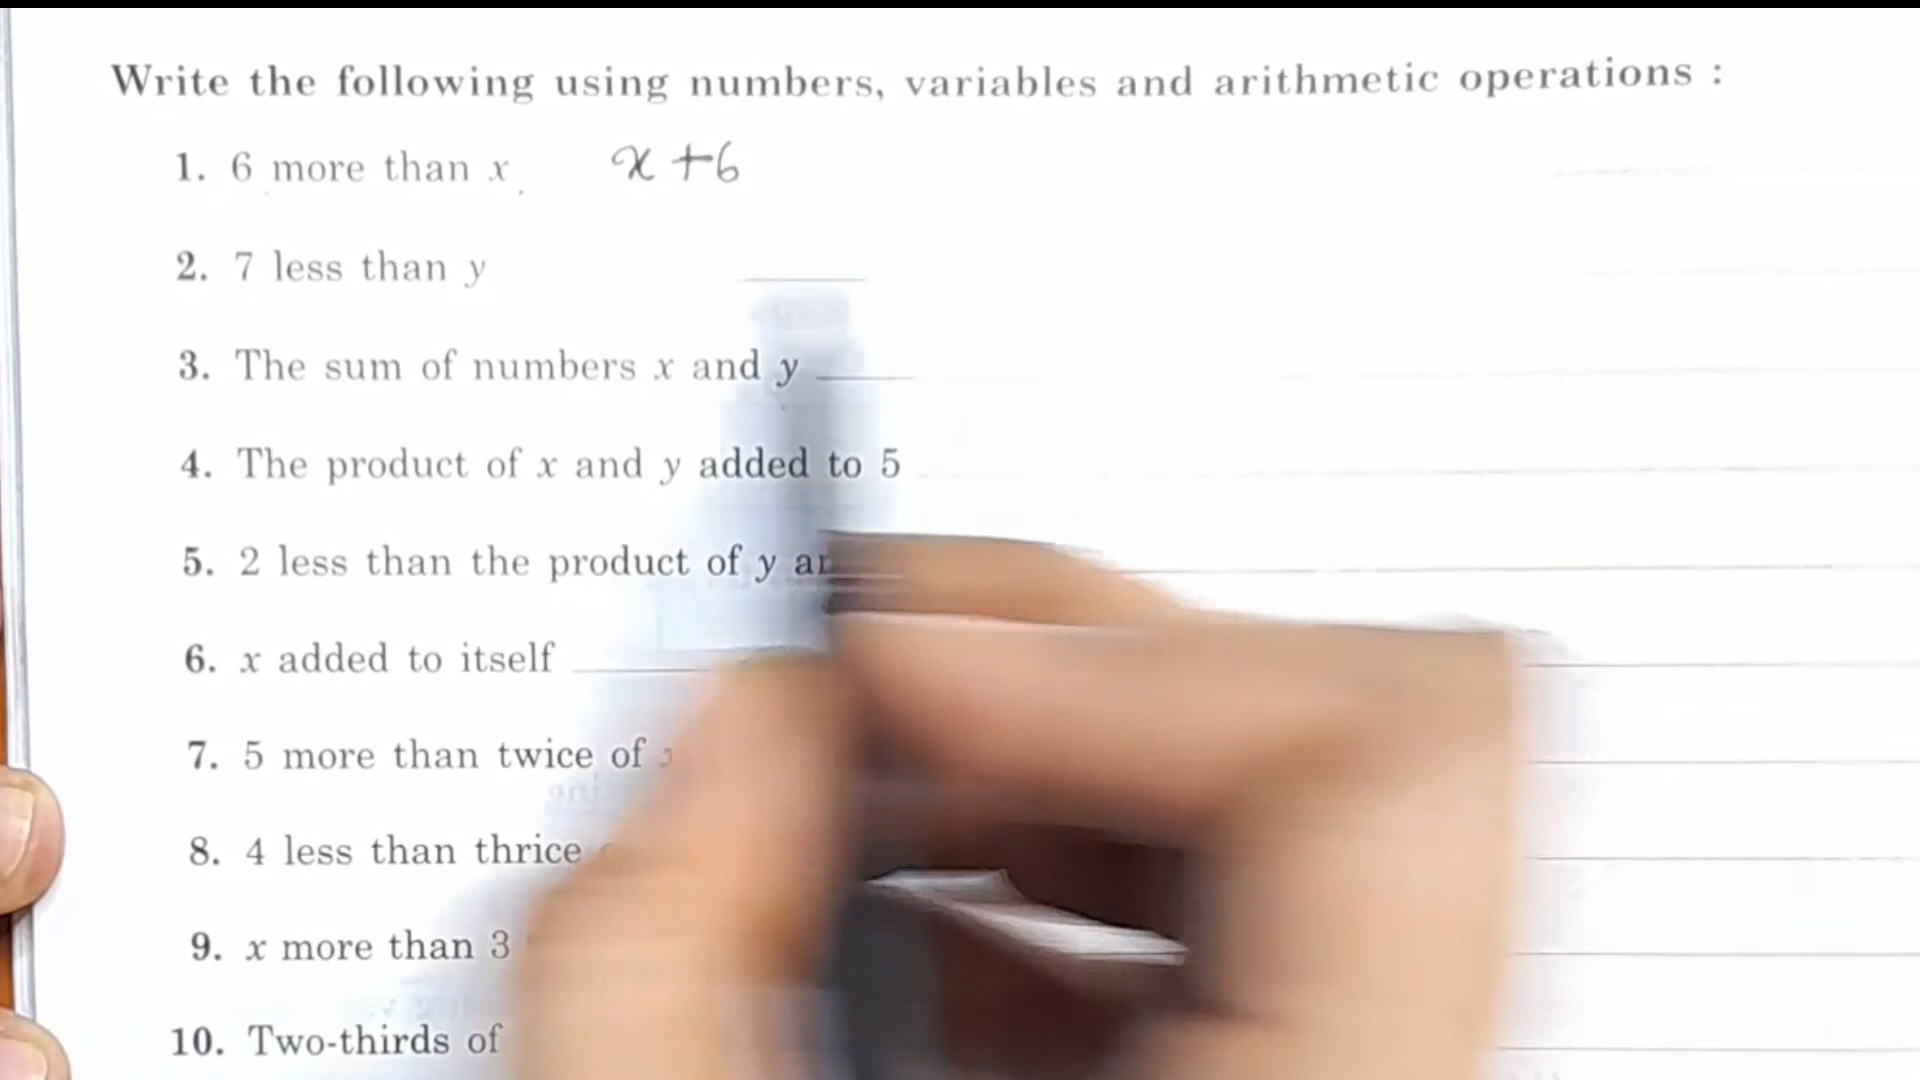 Write the following using numbers, variables and arithmetic operations :
1. 6 more than x x + 6
2. 7 less than y
3. The sum of numbers x and y
4. The product of x and y added to 5
5. 2 less than the product of y
6. x added to itself
7. 5 more than twice of
8. 4 less than thrice
9. x more than 3
10. Two-thirds of